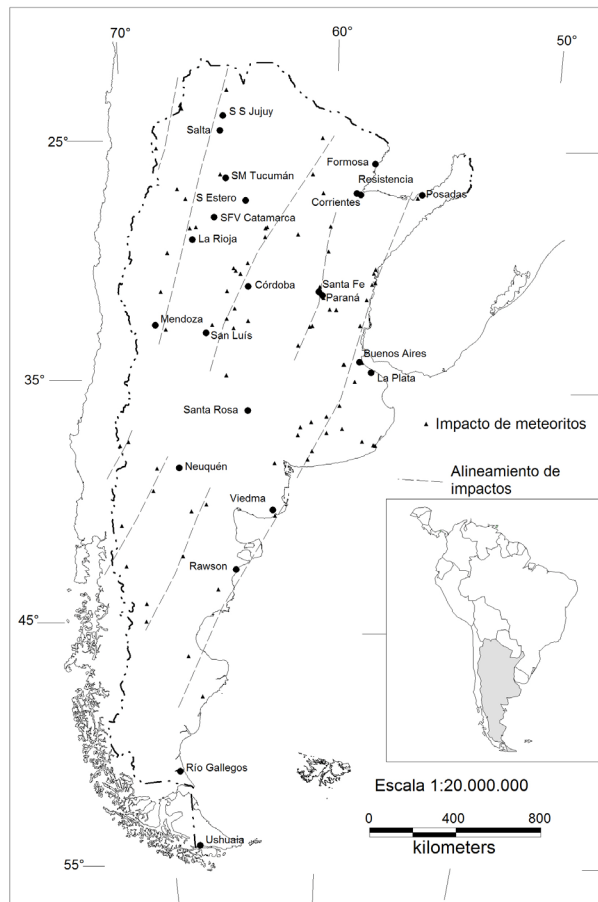 70°
60°
50°
S S Jujuy
Salta
25°
Formosa
SM Tucumán
Resistencia
S Estero
Corrientes
Posadas
SFV Catamarca
La Rioja
Córdoba
Santa Fe
Paraná
Mendoza
San Luís
Buenos Aires
La Plata
35°
Santa Rosa
Impacto de meteoritos
Neuquén
Alineamiento de
impactos
Viedma
Rawson
45°
Río Gallegos
Escala 1:20.000.000
0 400 800
kilometers
Ushuaia
55°